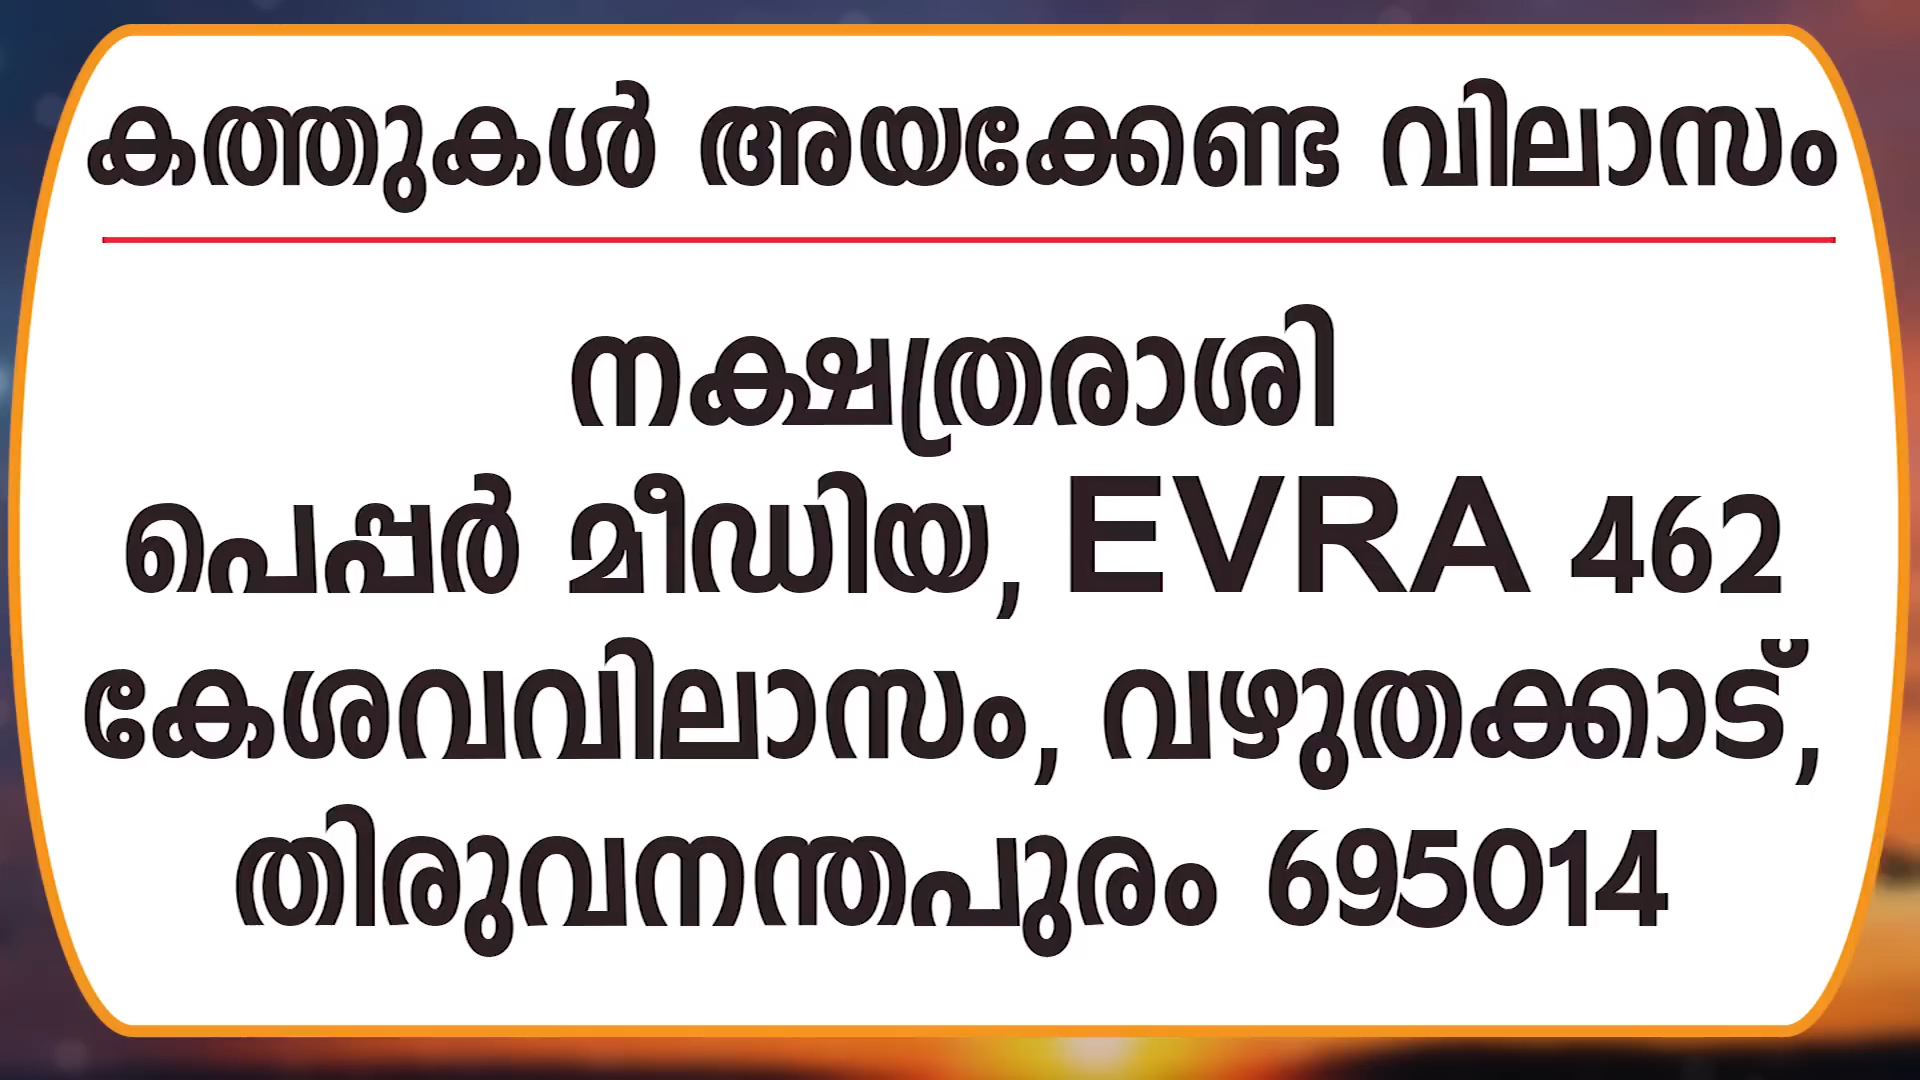 കത്തുകൾ അയക്കേണ്ട വിലാസം
നക്ഷത്രരാശി
പെപ്പർ മീഡിയ, EVRA 462
കേശവവിലാസം, വഴുതക്കാട്,
തിരുവനന്തപുരം 695014